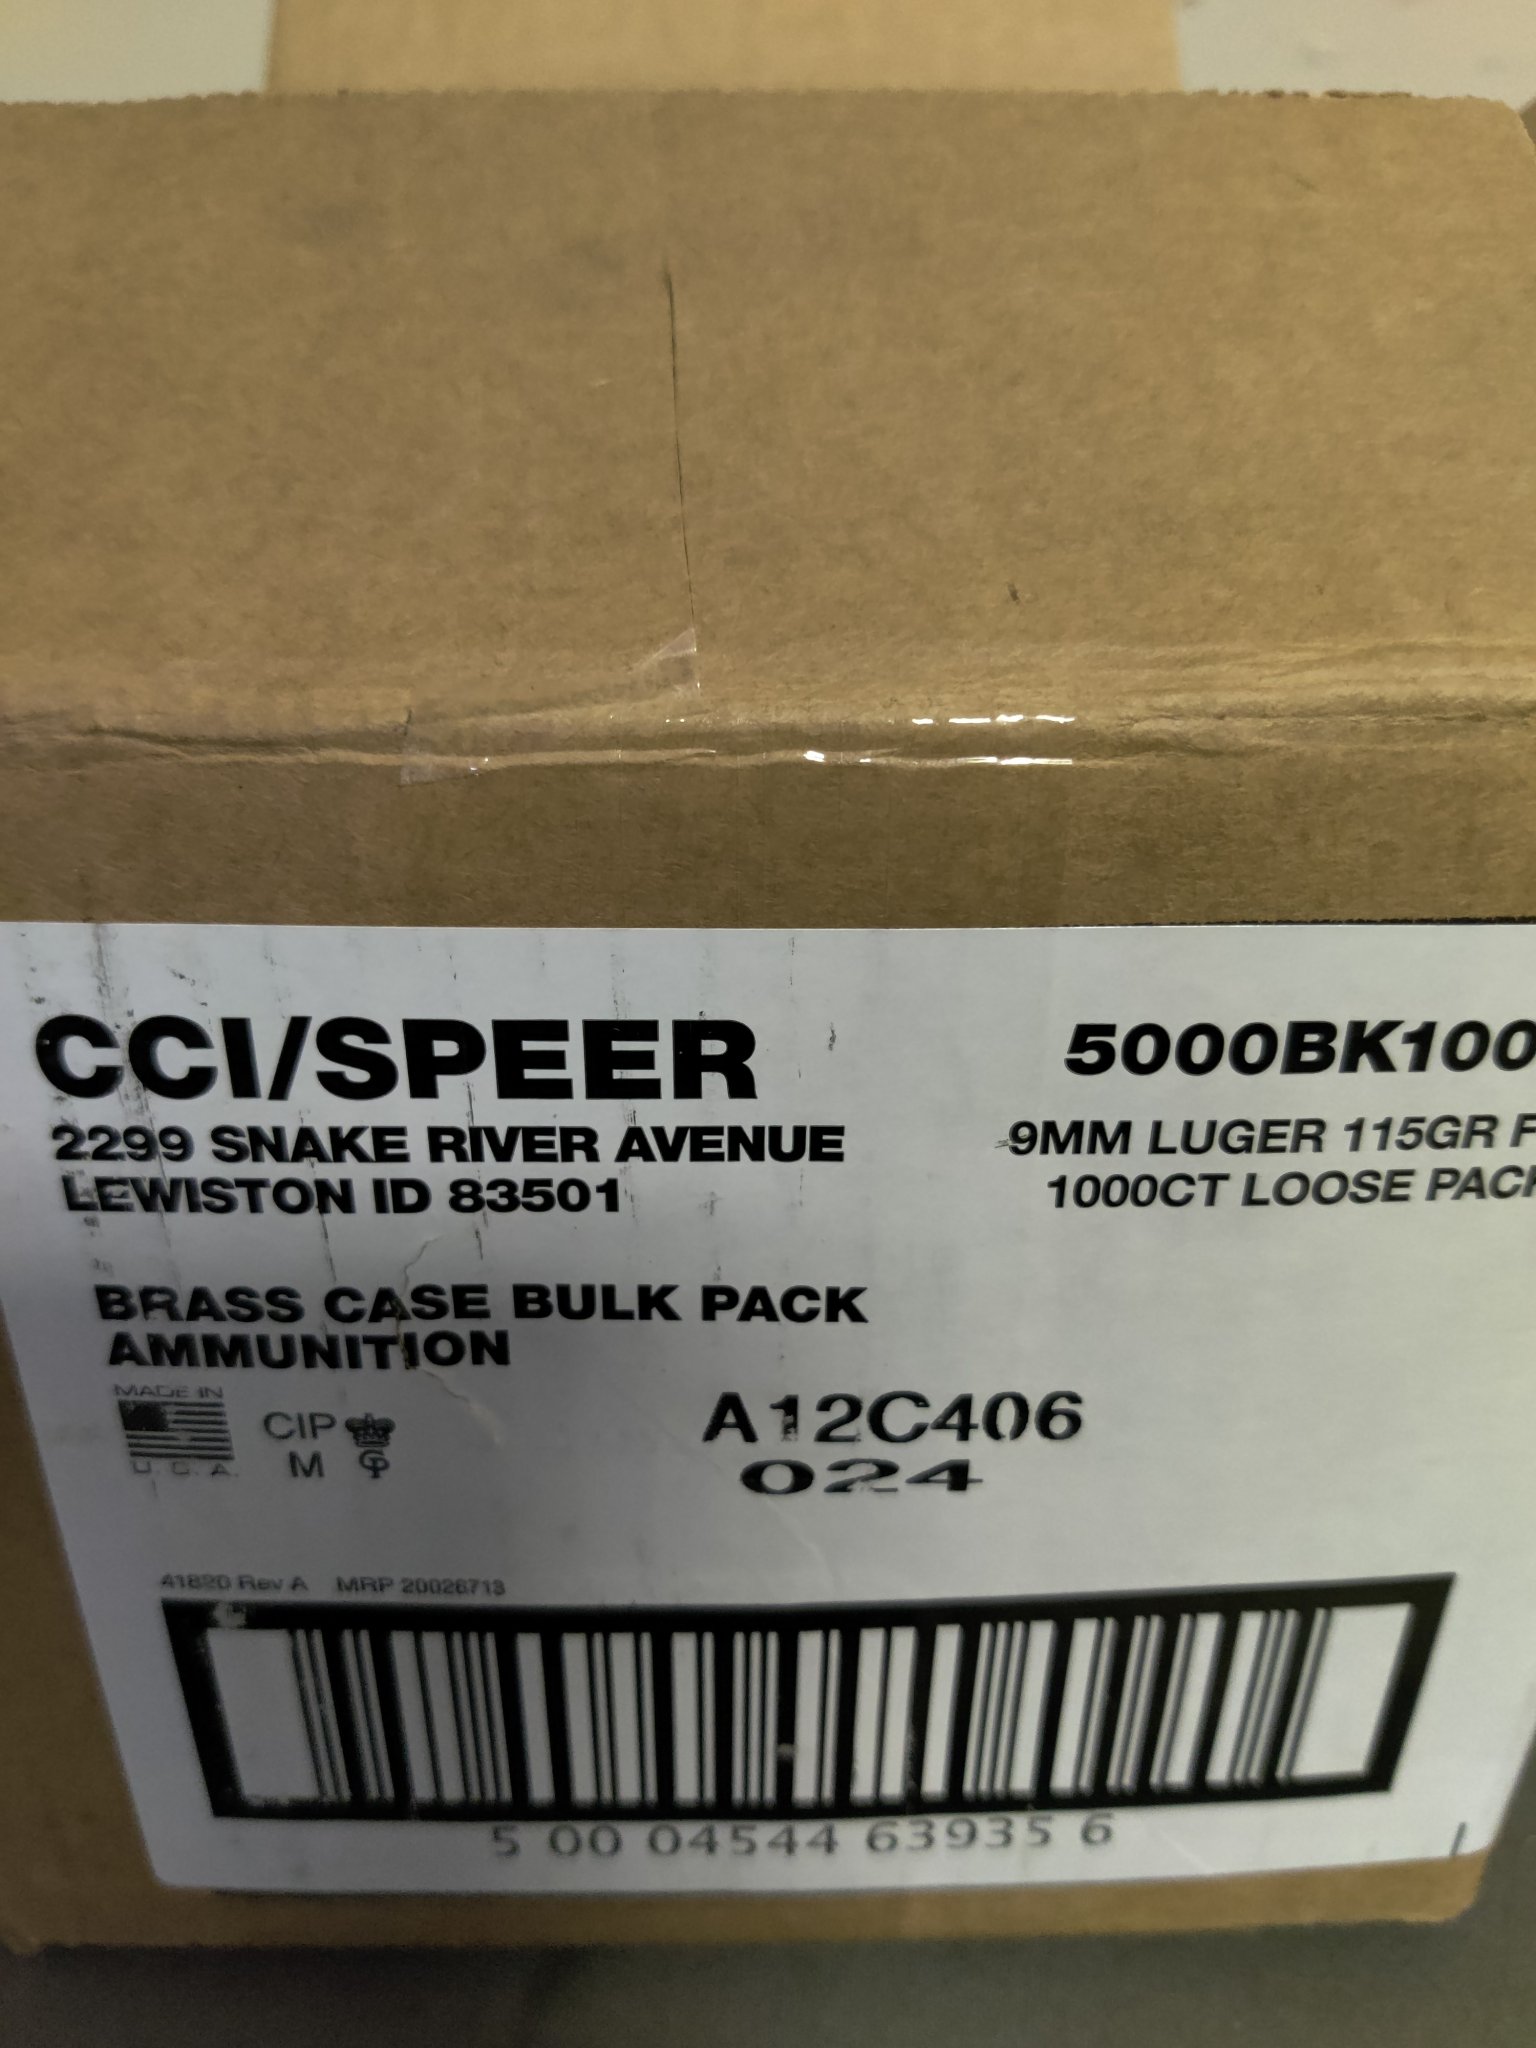 CCI/SPEER
2299 SNAKE RIVER AVENUE
LEWISTON ID 83501
5000BK100
9MM LUGER 115GR F
1000CT LOOSE PACK
BRASS CASE BULK PACK
AMMUNITION
MADE IN
U.S.A.
CIP
M
A12C406
024
41820 Rev A MRP 20026713
5 00 04544 63935 6